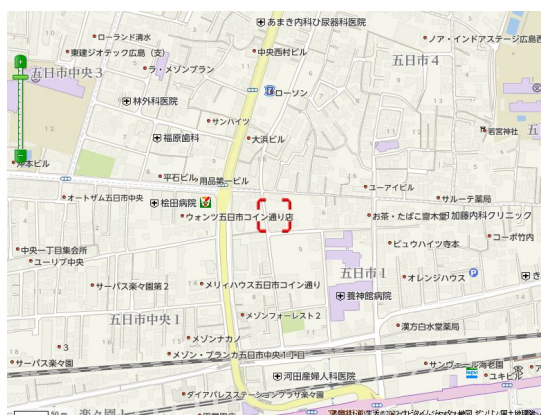 あまき内科ひ尿器科医院
ローランド清水
ノア・インドアステージ広島西
東建ジオテック広島（支）
中央西村ビル
五日市4
五日市中央3
ラ・メゾンブラン
ローソン
林外科医院
サンハイツ
若宮神社
福原歯科
大浜ビル
平石ビル
用品第一ビル
ユーアイビル
オートザム五日市中央
桧田病院
サルーテ薬局
ウォンツ五日市コイン通り店
お茶・たばこ齋木堂
加藤内科クリニック
コーポ竹内
中央一丁目集会所
ビュウハイツ寺本
ユーリプ中央
五日市1
サーパス楽々園第2
メリィハウス五日市コイン通り
オレンジハウス
養神館病院
五日市中央1
メゾンフォーレスト2
漢方白水堂薬局
メゾンナカノ
3
メゾン・ブランカ五日市中央1丁目
サーパス楽々園
サンヴェール海老園
河田産婦人科医院
ユキビル
ダイアパレスステーションプラザ楽々園
50m